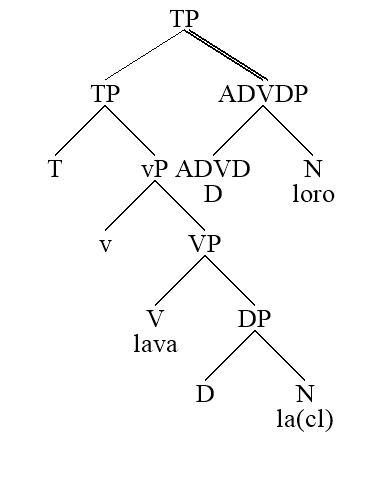 TP
TP ADVDP
T vP ADVD N
D loro
v VP
V DP
lava
D N
la(cl)